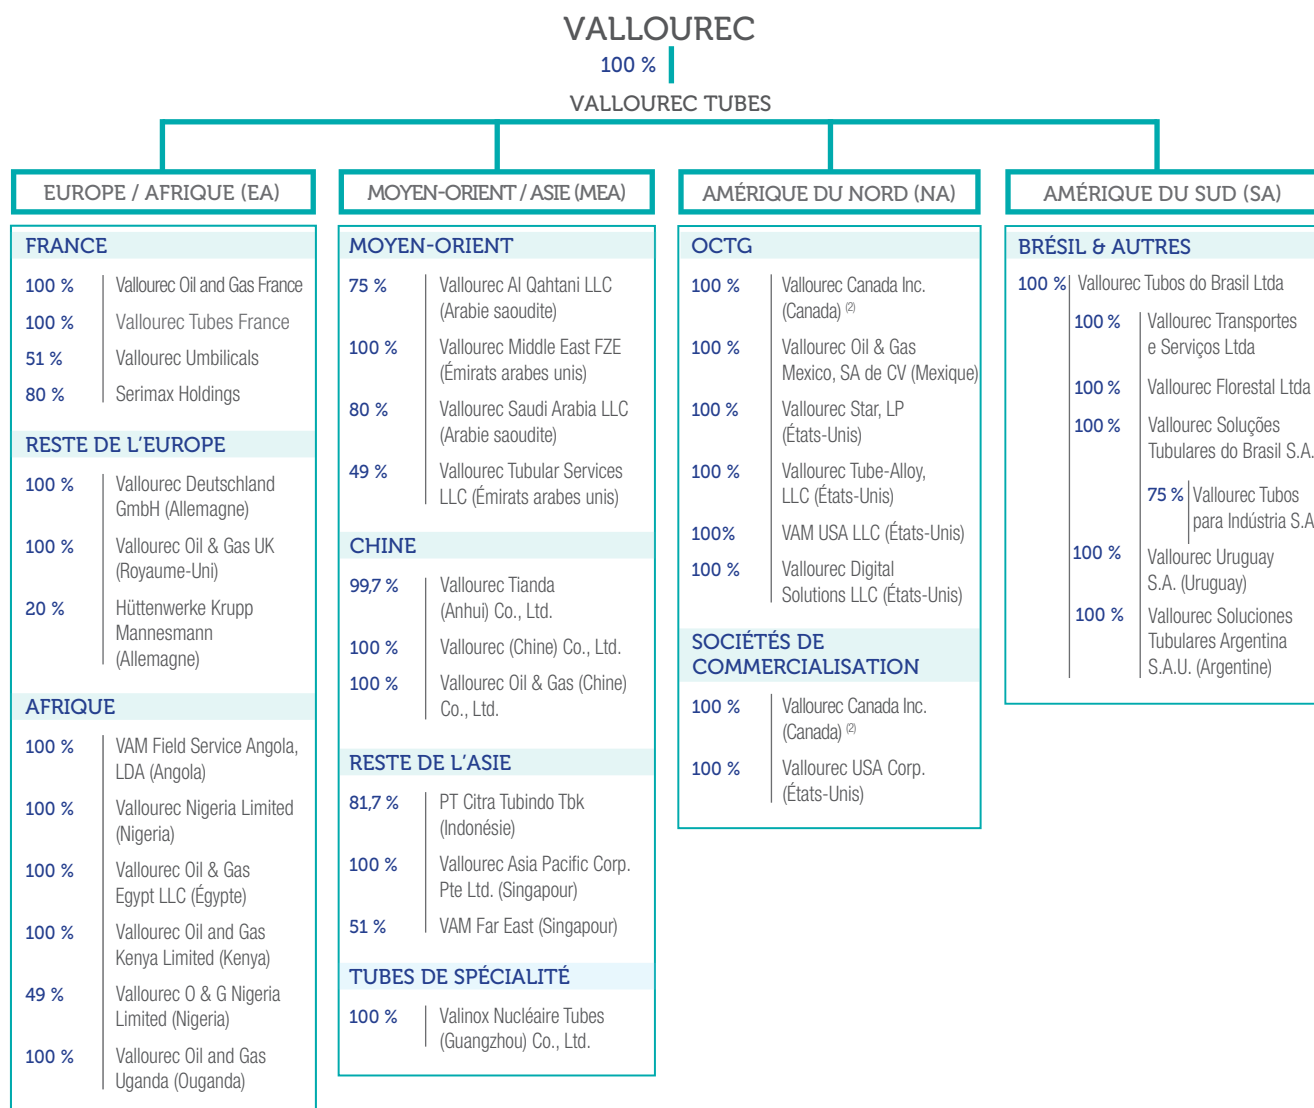 VALLOUREC
100 %
VALLOUREC TUBES
EUROPE / AFRIQUE (EA)
FRANCE
100 % Vallourec Oil and Gas France
100 % Vallourec Tubes France
51 % Vallourec Umbilicals
80 % Serimax Holdings
RESTE DE L'EUROPE
100 % Vallourec Deutschland
GmbH (Allemagne)
100 % Vallourec Oil & Gas UK
(Royaume-Uni)
20 % Hüttenwerke Krupp
Mannesmann
(Allemagne)
AFRIQUE
100 % VAM Field Service Angola,
LDA (Angola)
100 % Vallourec Nigeria Limited
(Nigeria)
100 % Vallourec Oil & Gas
Egypt LLC (Égypte)
100 % Vallourec Oil and Gas
Kenya Limited (Kenya)
49 % Vallourec O & G Nigeria
Limited (Nigeria)
100 % Vallourec Oil and Gas
Uganda (Ouganda)
MOYEN-ORIENT / ASIE (MEA)
MOYEN-ORIENT
75 % Vallourec Al Qahtani LLC
(Arabie saoudite)
100 % Vallourec Middle East FZE
(Émirats arabes unis)
80 % Vallourec Saudi Arabia LLC
(Arabie saoudite)
49 % Vallourec Tubular Services
LLC (Émirats arabes unis)
CHINE
99,7 % Vallourec Tianda
(Anhui) Co., Ltd.
100 % Vallourec (Chine) Co., Ltd.
100 % Vallourec Oil & Gas (Chine)
Co., Ltd.
RESTE DE L'ASIE
81,7 % PT Citra Tubindo Tbk
(Indonésie)
100 % Vallourec Asia Pacific Corp.
Pte Ltd. (Singapour)
51 % VAM Far East (Singapour)
TUBES DE SPÉCIALITÉ
100 % Valinox Nucléaire Tubes
(Guangzhou) Co., Ltd.
AMÉRIQUE DU NORD (NA)
OCTG
100 % Vallourec Canada Inc.
(Canada) (2)
100 % Vallourec Oil & Gas
Mexico, SA de CV (Mexique)
100 % Vallourec Star, LP
(États-Unis)
100 % Vallourec Tube-Alloy,
LLC (États-Unis)
100% VAM USA LLC (États-Unis)
100 % Vallourec Digital
Solutions LLC (États-Unis)
SOCIÉTÉS DE
COMMERCIALISATION
100 % Vallourec Canada Inc.
(Canada) (2)
100 % Vallourec USA Corp.
(États-Unis)
AMÉRIQUE DU SUD (SA)
BRÉSIL & AUTRES
100 % Vallourec Tubos do Brasil Ltda
100 % Vallourec Transportes
e Serviços Ltda
100 % Vallourec Florestal Ltda
100 % Vallourec Soluções
Tubulares do Brasil S.A.
75 % Vallourec Tubos
para Indústria S.A
100 % Vallourec Uruguay
S.A. (Uruguay)
100 % Vallourec Soluciones
Tubulares Argentina
S.A.U. (Argentine)